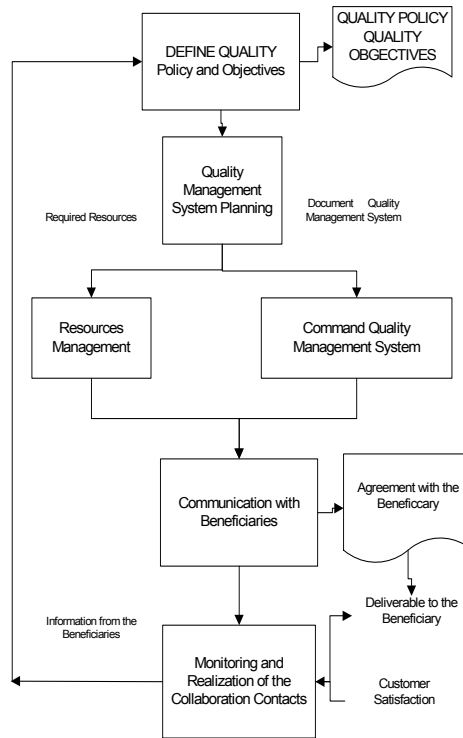 DEFINE QUALITY
Policy and Objectives
QUALITY POLICY
QUALITY
OBGECTIVES
Quality
Management
System Planning
Required Resources
Document Quality
Management System
Resources
Management
Command Quality
Management System
Communication with
Beneficiaries
Agreement with the
Beneficcary
Deliverable to the
Beneficiary
Information from the
Beneficiaries
Monitoring and
Realization of the
Collaboration Contacts
Customer
Satisfaction